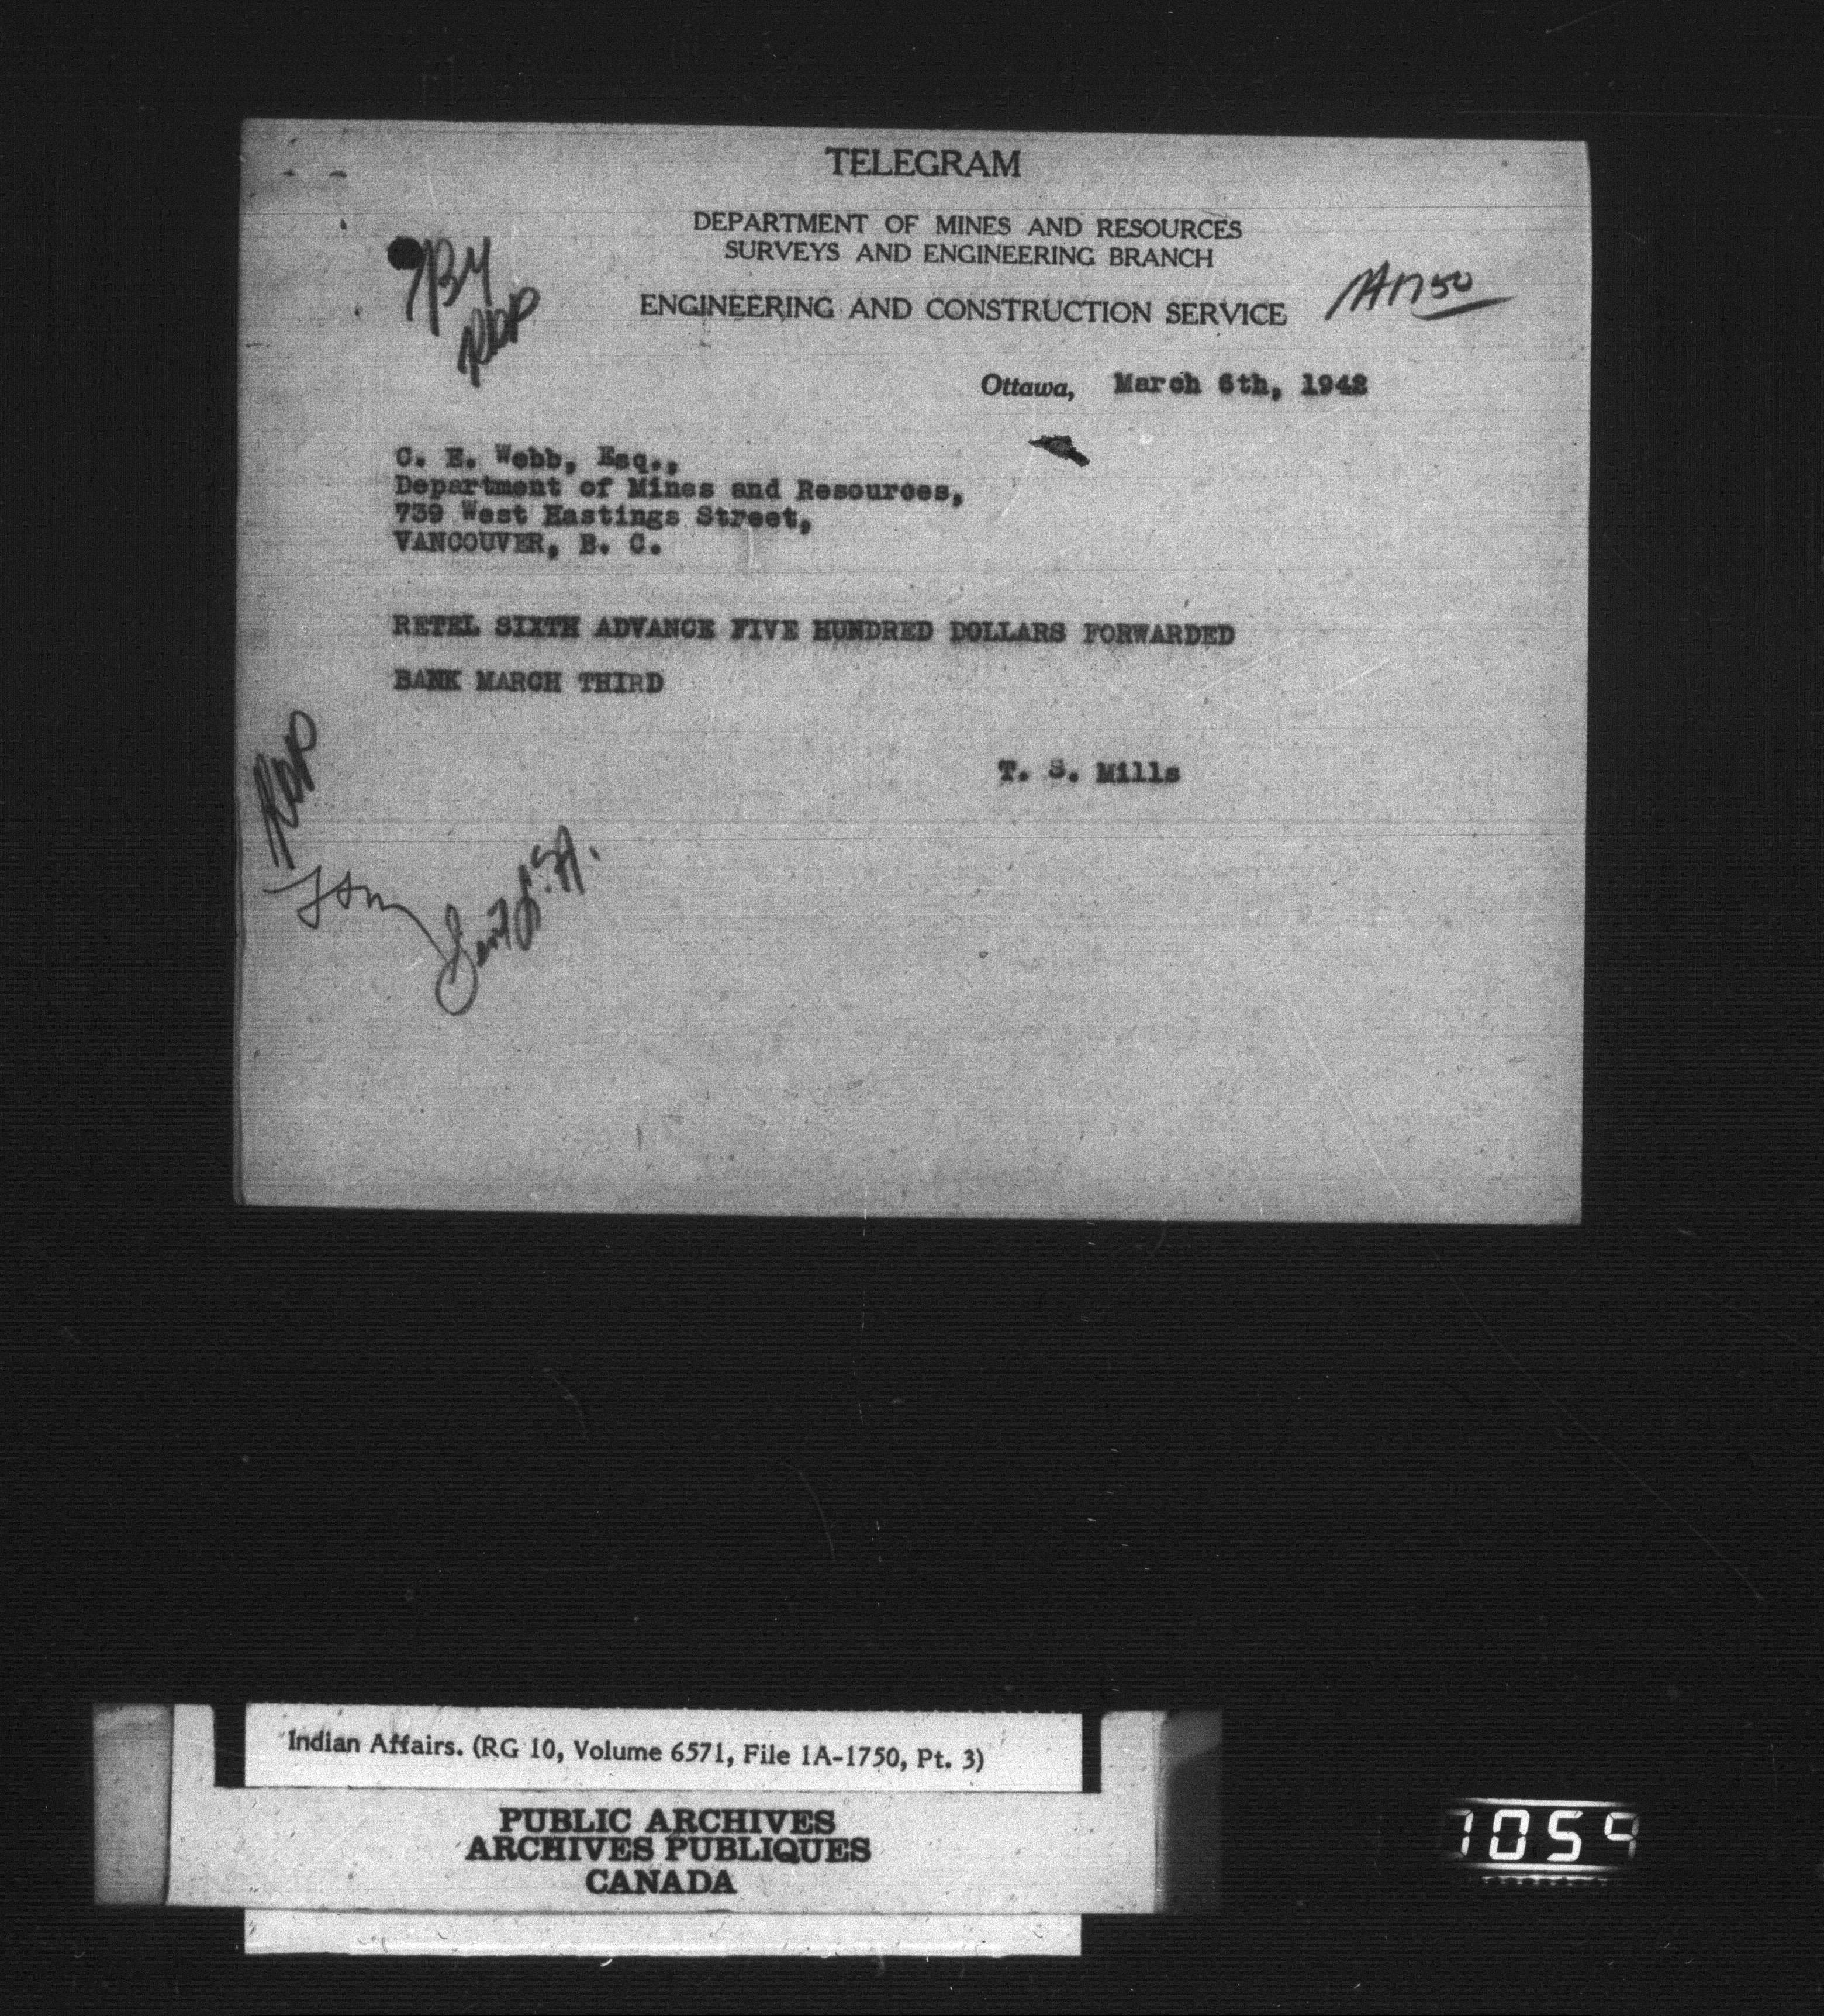 TELEGRAM
DEPARTMENT OF MINES AND RESOURCES
SURVEYS AND ENGINEERING BRANCH
ENGINEERING AND CONSTRUCTION SERVICE
Ottawa, March 6th, 1942
C. E. Webb, Esq.,
Department of Mines and Resources,
739 West Hastings Street,
VANCOUVER, B. C.
RETEL SIXTH ADVANCE FIVE HUNDRED DOLLARS FORWARDED
BANK MARCH THIRD
T. S. Mills
Indian Affairs. (RG 10, Volume 6571, File 1A-1750, Pt. 3)
PUBLIC ARCHIVES
ARCHIVES PUBLIQUES
CANADA
1059